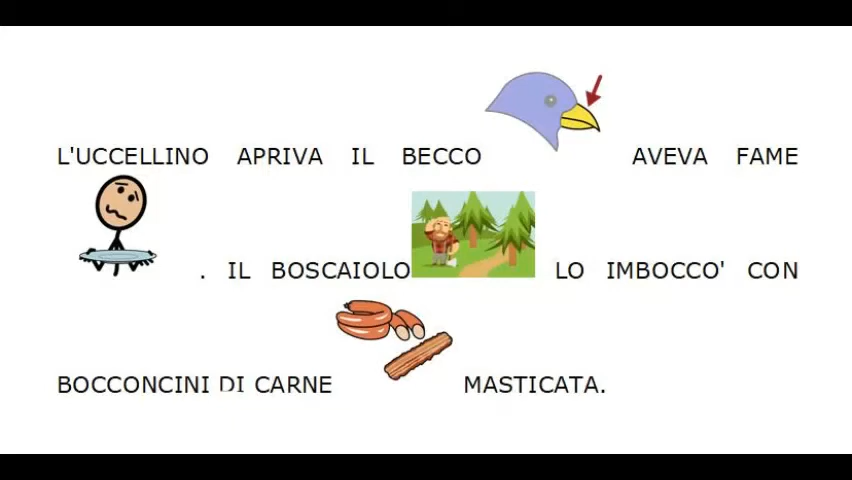 L'UCCELLINO APRIVA IL BECCO AVEVA FAME
. IL BOSCAIOLO LO IMBOCCO' CON
BOCCONCINI DI CARNE MASTICATA.